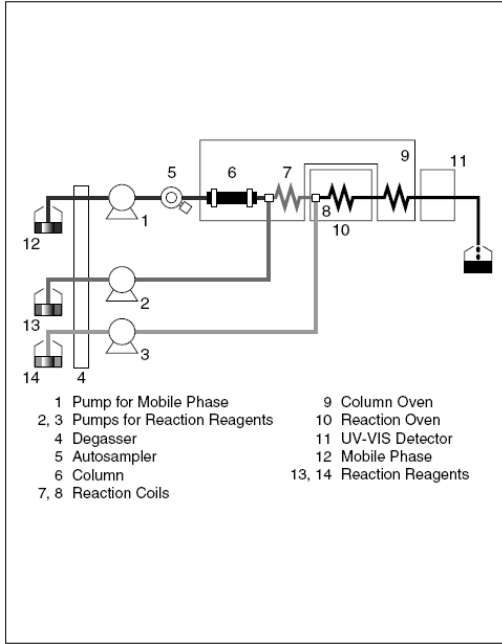 5
6
7
9
11
1
12
8
10
2
13
3
14
4
1 Pump for Mobile Phase
2, 3 Pumps for Reaction Reagents
4 Degasser
5 Autosampler
6 Column
7, 8 Reaction Coils
9 Column Oven
10 Reaction Oven
11 UV-VIS Detector
12 Mobile Phase
13, 14 Reaction Reagents